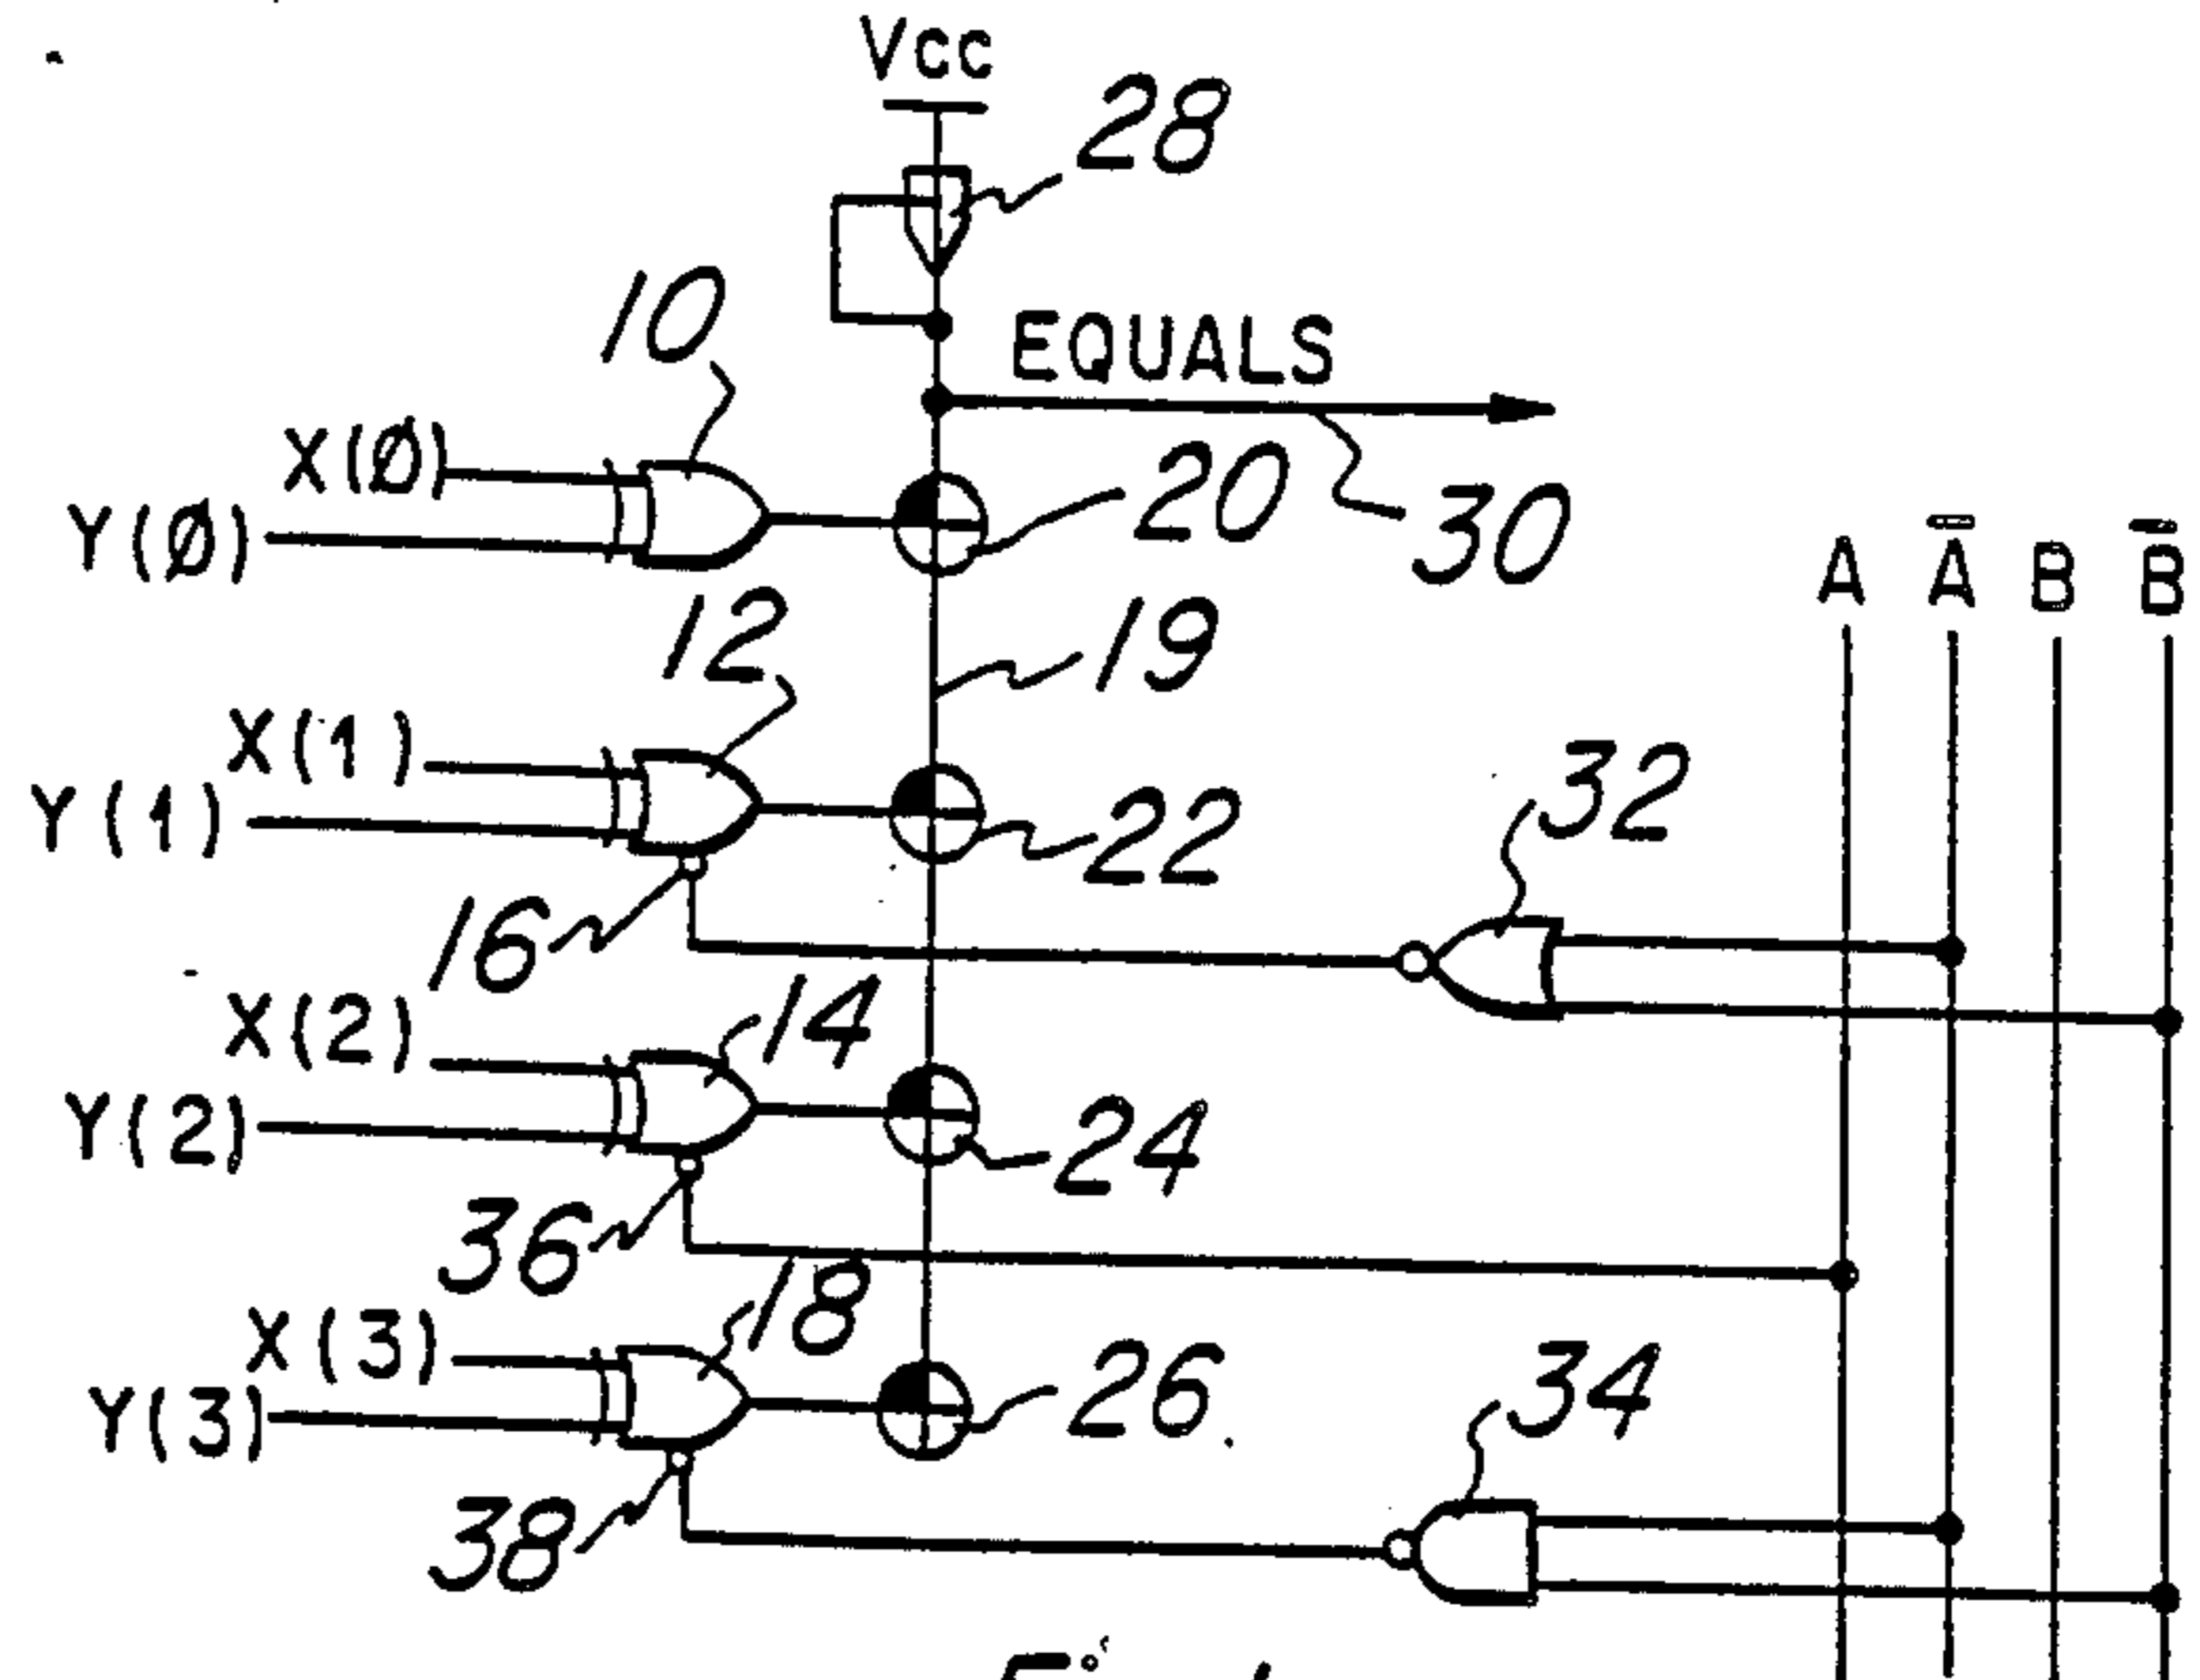 Vcc
28
10
EQUALS
X(Ø)
Y(Ø)
20
30
A Ā B B̄
12
19
X(1)
Y(1)
22
32
16
X(2)
14
Y(2)
24
36
18
X(3)
Y(3)
26
34
38